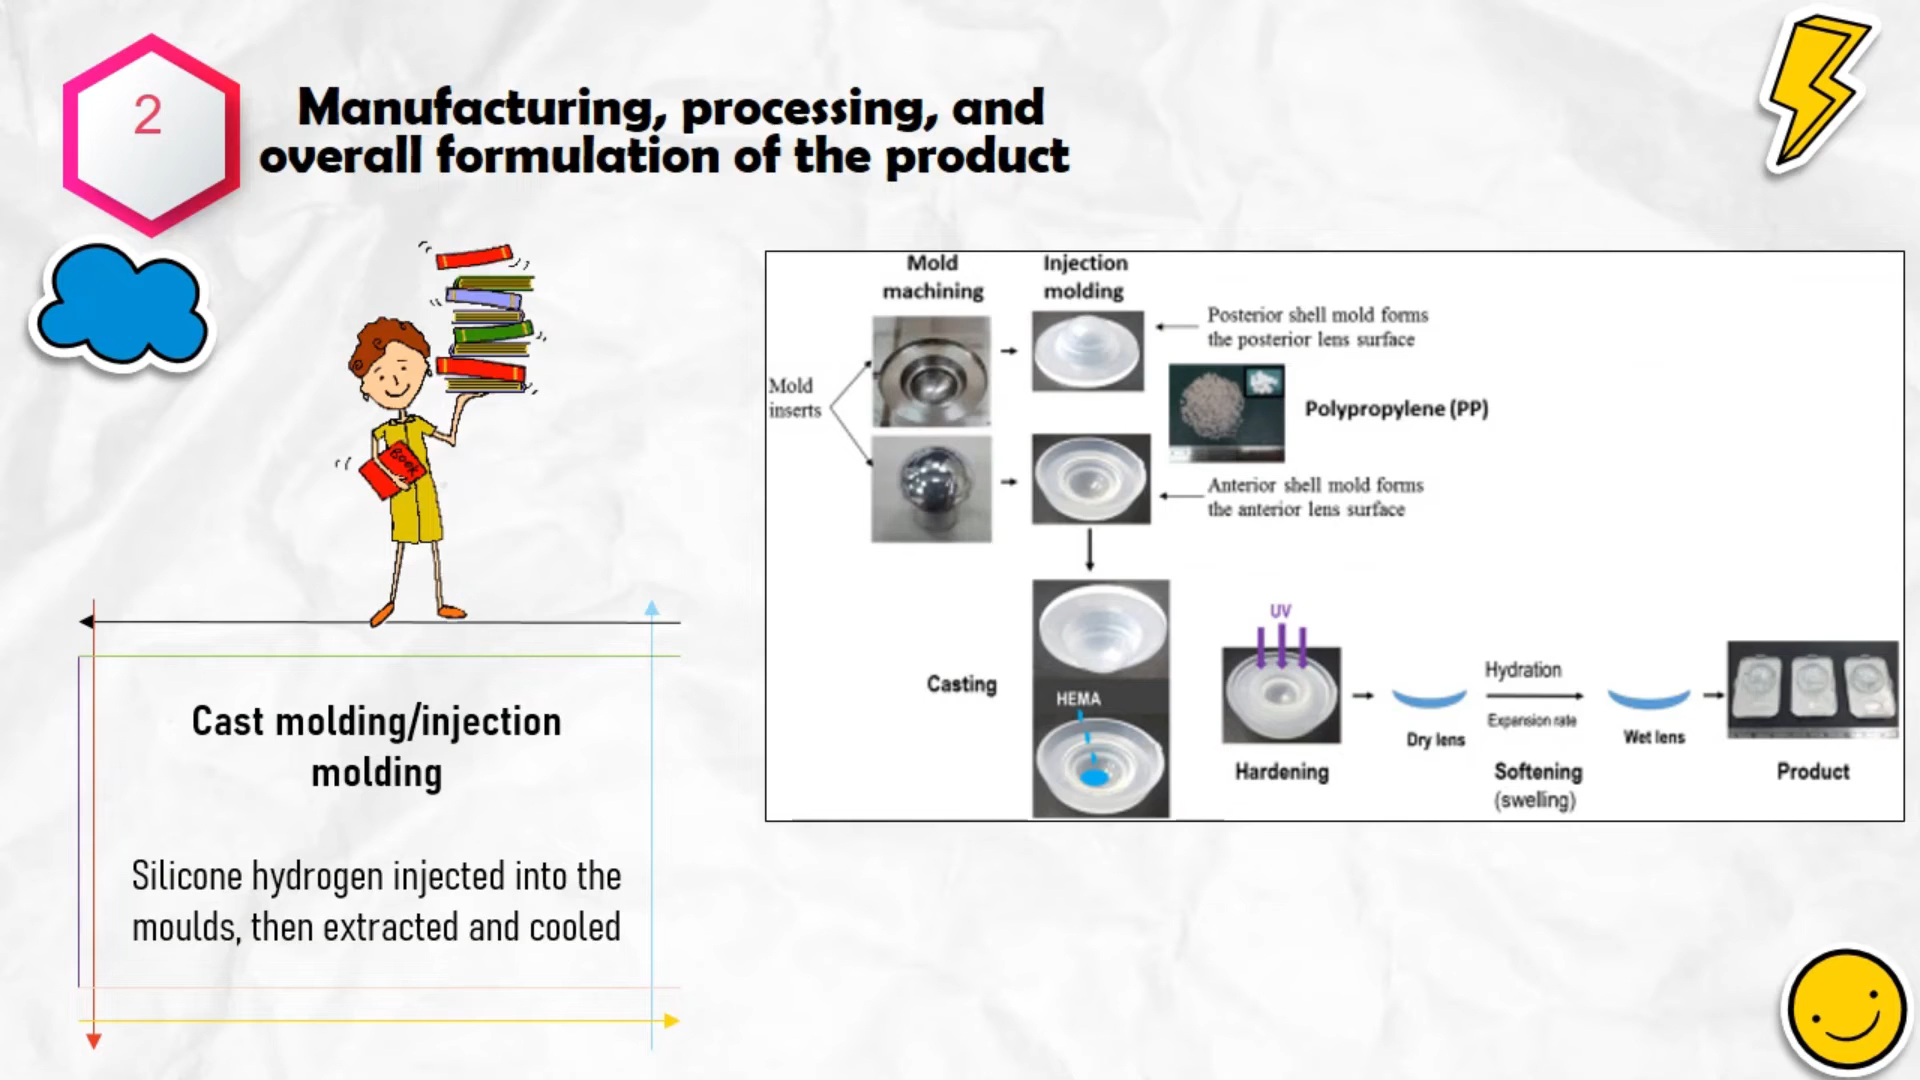 2
Manufacturing, processing, and
overall formulation of the product
Book
Cast molding/injection
molding
Silicone hydrogen injected into the
moulds, then extracted and cooled
Mold
machining
Injection
molding
Posterior shell mold forms
the posterior lens surface
Mold
inserts
Polypropylene (PP)
Anterior shell mold forms
the anterior lens surface
Casting
HEMA
UV
Hardening
Dry lens
Hydration
Expansion rate
Softening
(swelling)
Wet lens
Product